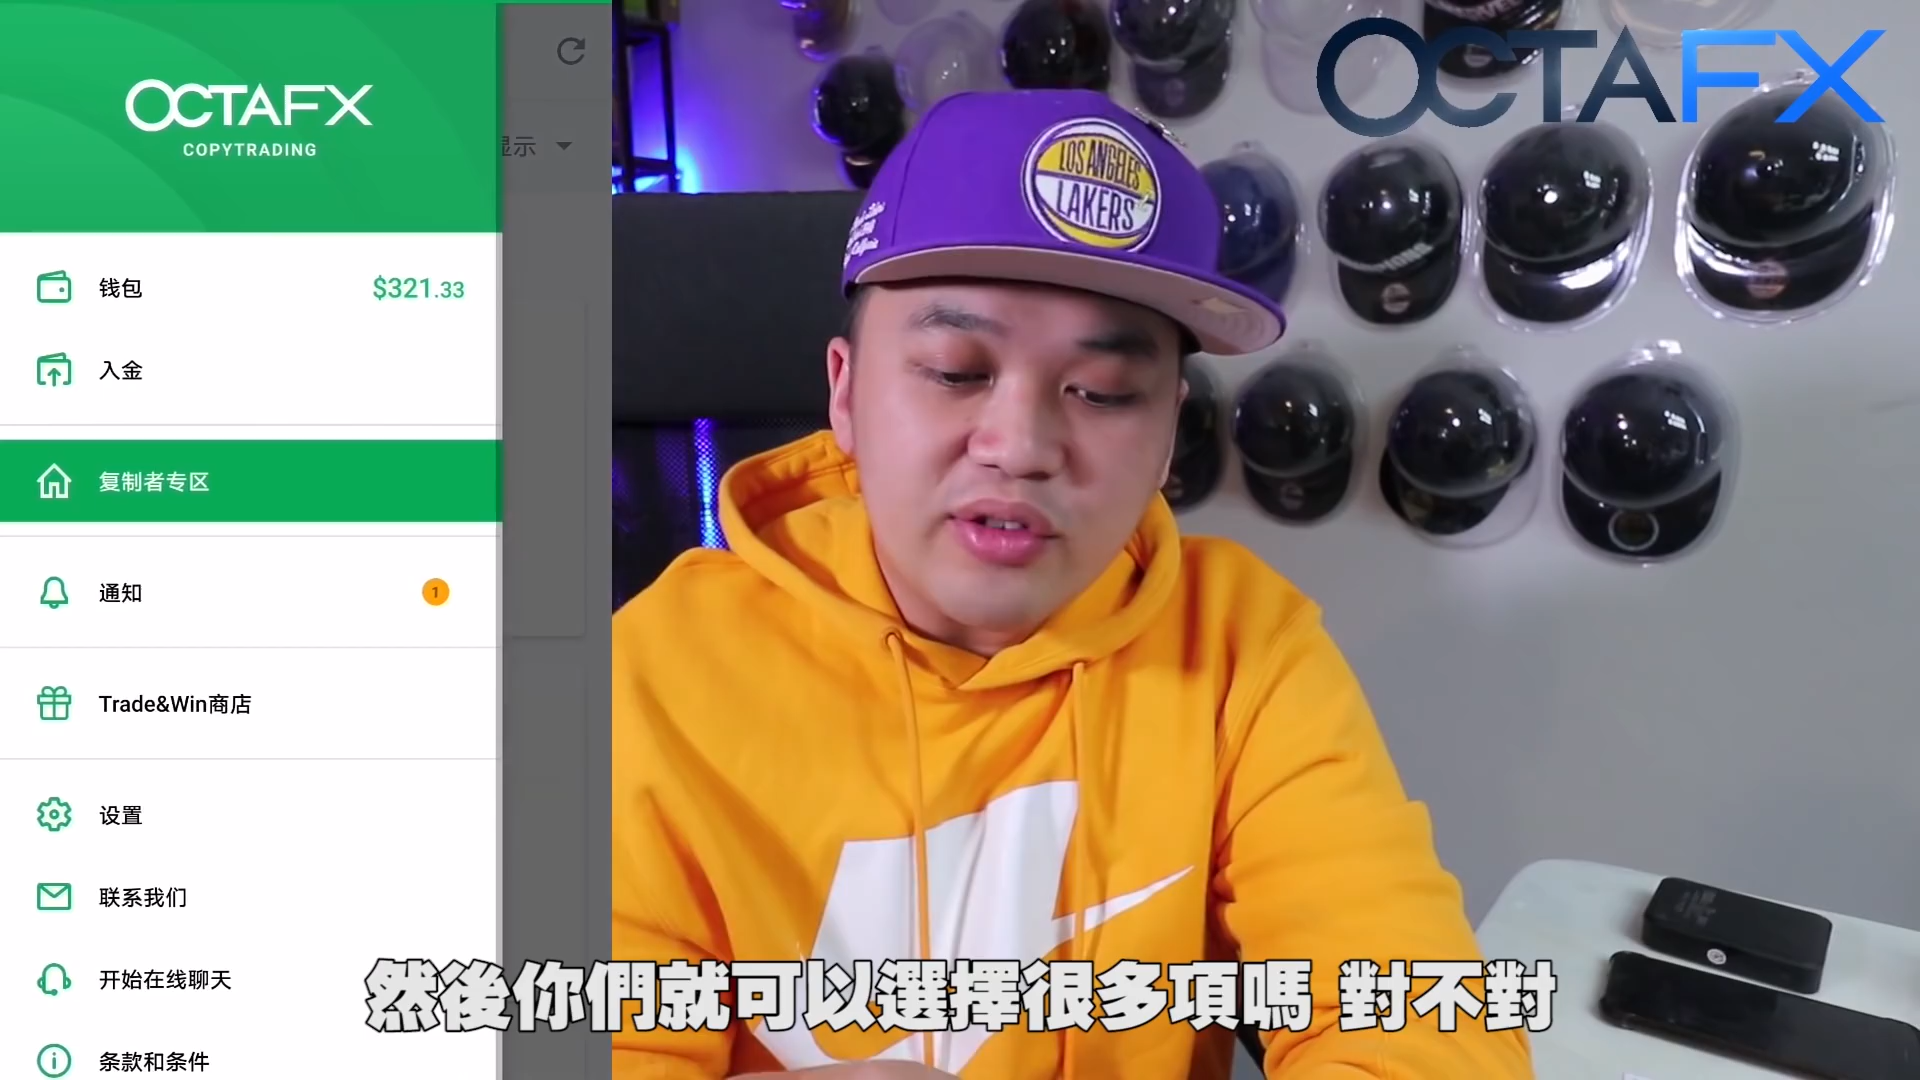 OCTAFX
COPYTRADING
钱包
$321.33
入金
复制者专区
通知
1
Trade&Win商店
设置
联系我们
开始在线聊天
条款和条件
显示
OCTAFX
LOS ANGELES
LAKERS
然後你們就可以選擇很多項嗎 對不對